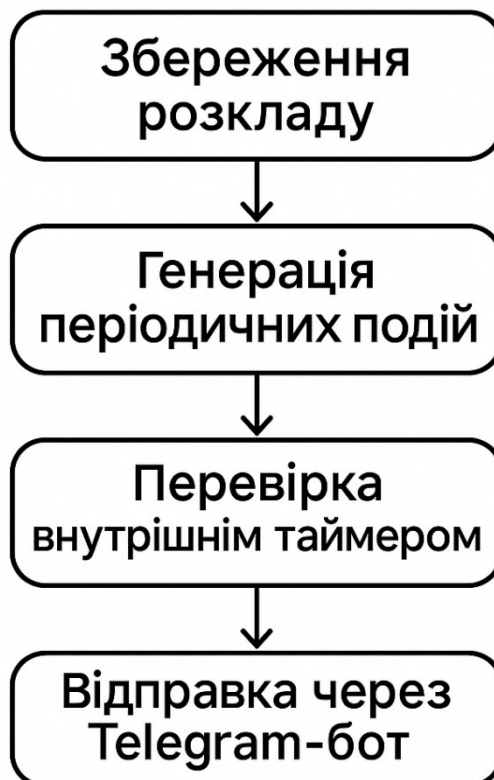 Збереження
розкладу
Генерація
періодичних подій
Перевірка
внутрішнім таймером
Відправка через
Telegram-бот